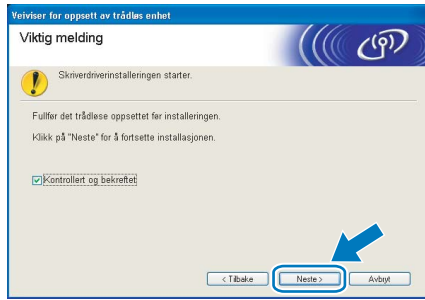 Veiviser for oppsett av trådløs enhet
Viktig melding
Skriverdriverinstalleringen starter.
Fullfør det trådløse oppsettet før installeringen.
Klikk på "Neste" for å fortsette installasjonen.
Kontrollert og bekreftet
< Tilbake Neste > Avbryt